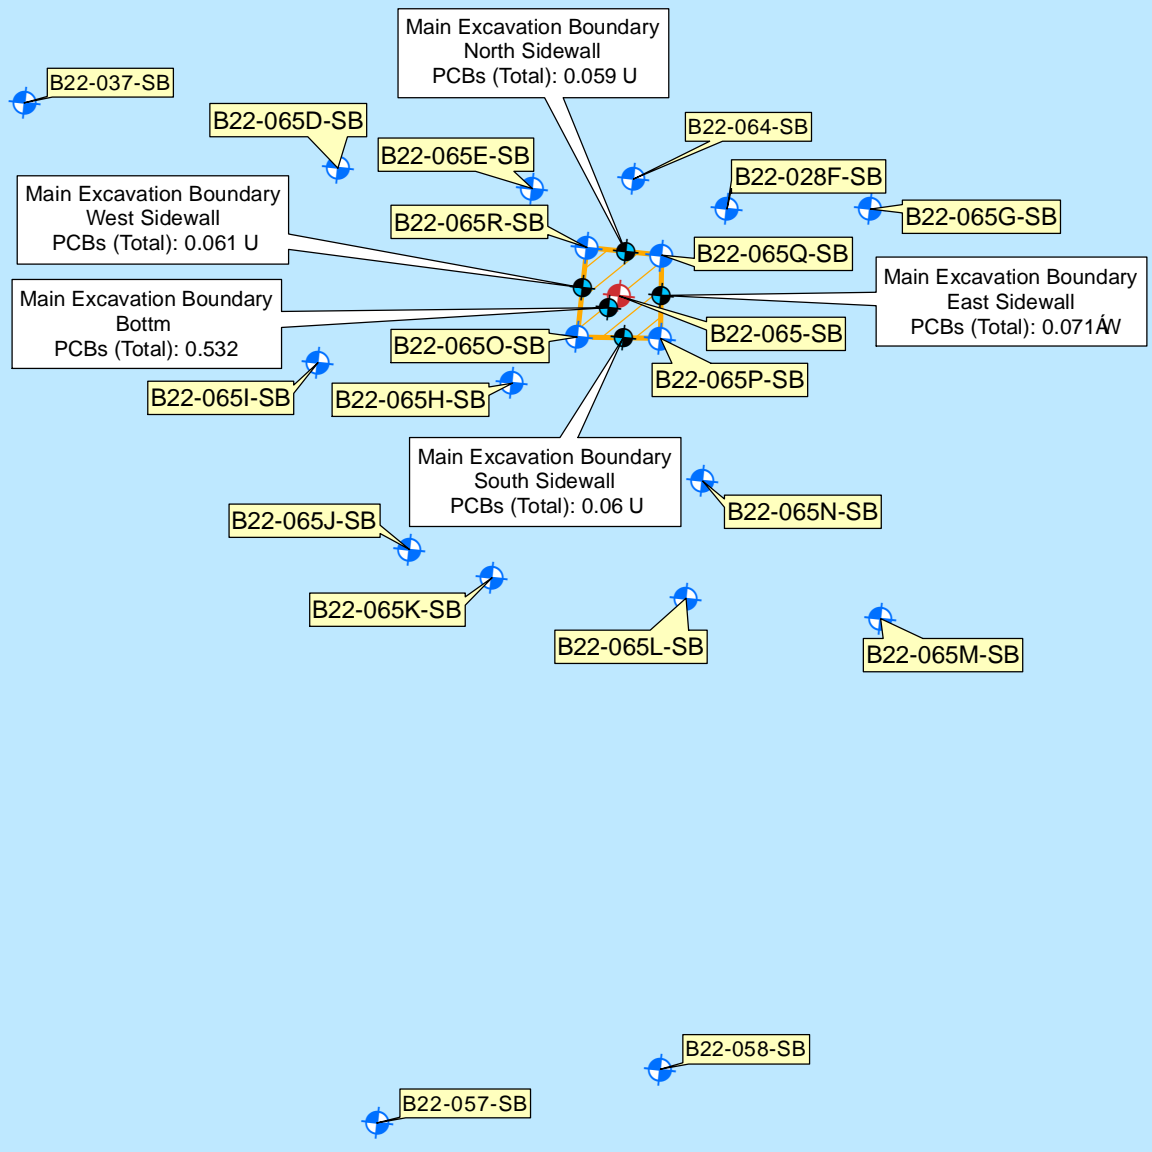 Main Excavation Boundary
North Sidewall
PCBs (Total): 0.059 U
B22-037-SB
B22-065D-SB
B22-064-SB
B22-065E-SB
B22-028F-SB
Main Excavation Boundary
West Sidewall
PCBs (Total): 0.061 U
B22-065R-SB
B22-065G-SB
B22-065Q-SB
Main Excavation Boundary
East Sidewall
PCBs (Total): 0.071ÁW
Main Excavation Boundary
Bottm
PCBs (Total): 0.532
B22-065-SB
B22-065O-SB
B22-065P-SB
B22-065I-SB
B22-065H-SB
Main Excavation Boundary
South Sidewall
PCBs (Total): 0.06 U
B22-065N-SB
B22-065J-SB
B22-065K-SB
B22-065L-SB
B22-065M-SB
B22-058-SB
B22-057-SB